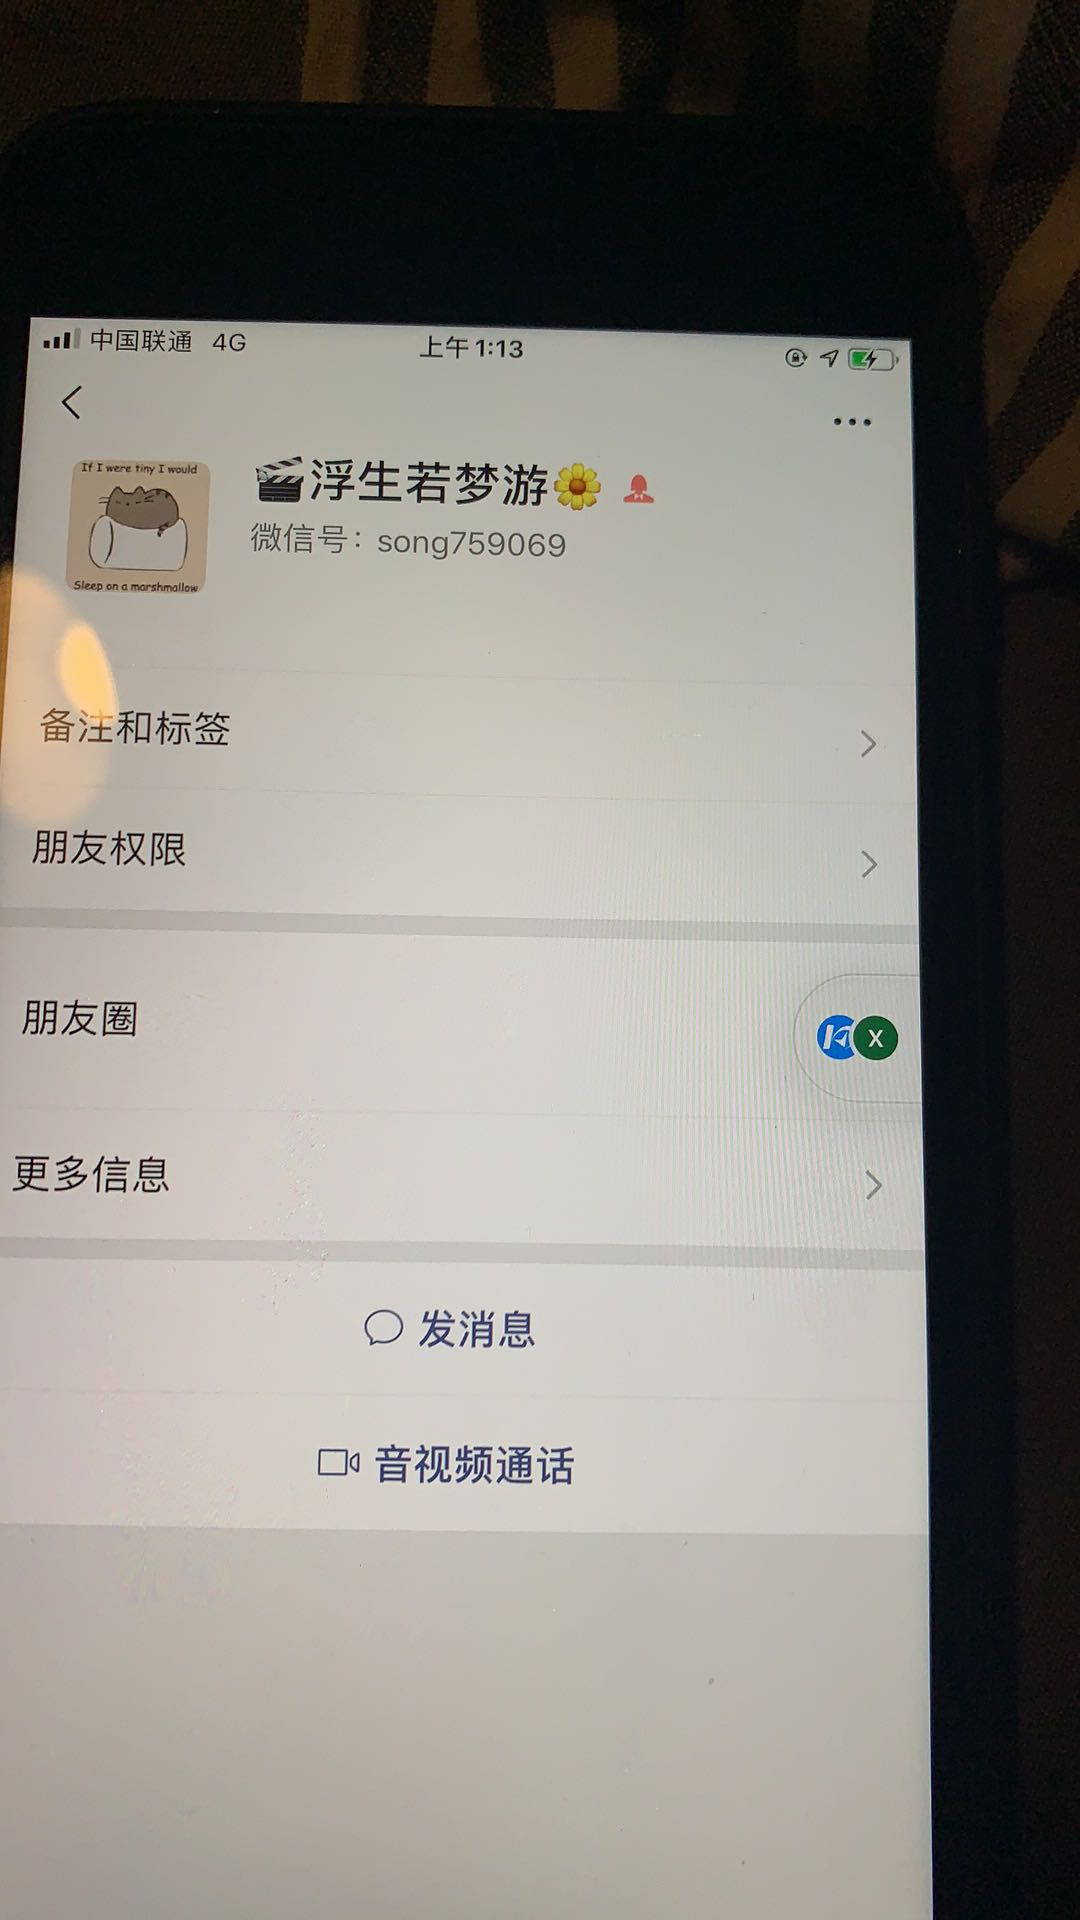 中国联通 4G 上午1:13
If I were tiny I would
Sleep on a marshmallow
🎬浮生若梦游🌼
微信号：song759069
备注和标签
朋友权限
朋友圈
X
更多信息
发消息
音视频通话